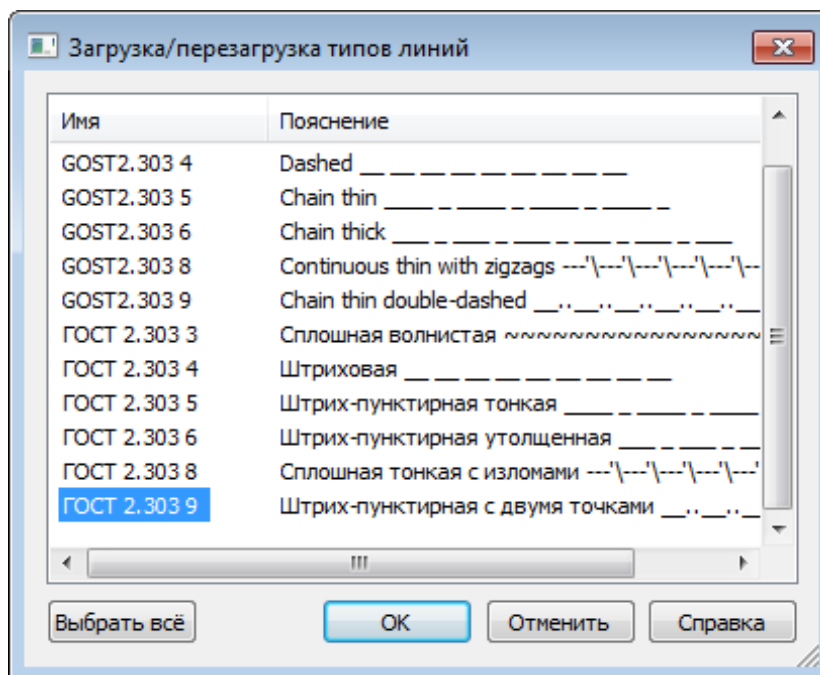 Загрузка/перезагрузка типов линий
Имя Пояснение
GOST2.303 4 Dashed __ __ __ __ __ __ __ __ __
GOST2.303 5 Chain thin ____ _ ____ _ ____ _ ____ _
GOST2.303 6 Chain thick ___ _ ___ _ ___ _ ___ _ ___
GOST2.303 8 Continuous thin with zigzags ---'\---'\---'\---'\---'\--
GOST2.303 9 Chain thin double-dashed __..__..__..__..__..__
ГОСТ 2.303 3 Сплошная волнистая ~~~~~~~~~~~~~~~~
ГОСТ 2.303 4 Штриховая __ __ __ __ __ __ __ __ __
ГОСТ 2.303 5 Штрих-пунктирная тонкая ____ _ ____ _ ____
ГОСТ 2.303 6 Штрих-пунктирная утолщенная ___ _ ___ _ __
ГОСТ 2.303 8 Сплошная тонкая с изломами ---'\---'\---'\---'\---'
ГОСТ 2.303 9 Штрих-пунктирная с двумя точками __..__..__
Выбрать всё ОК Отменить Справка